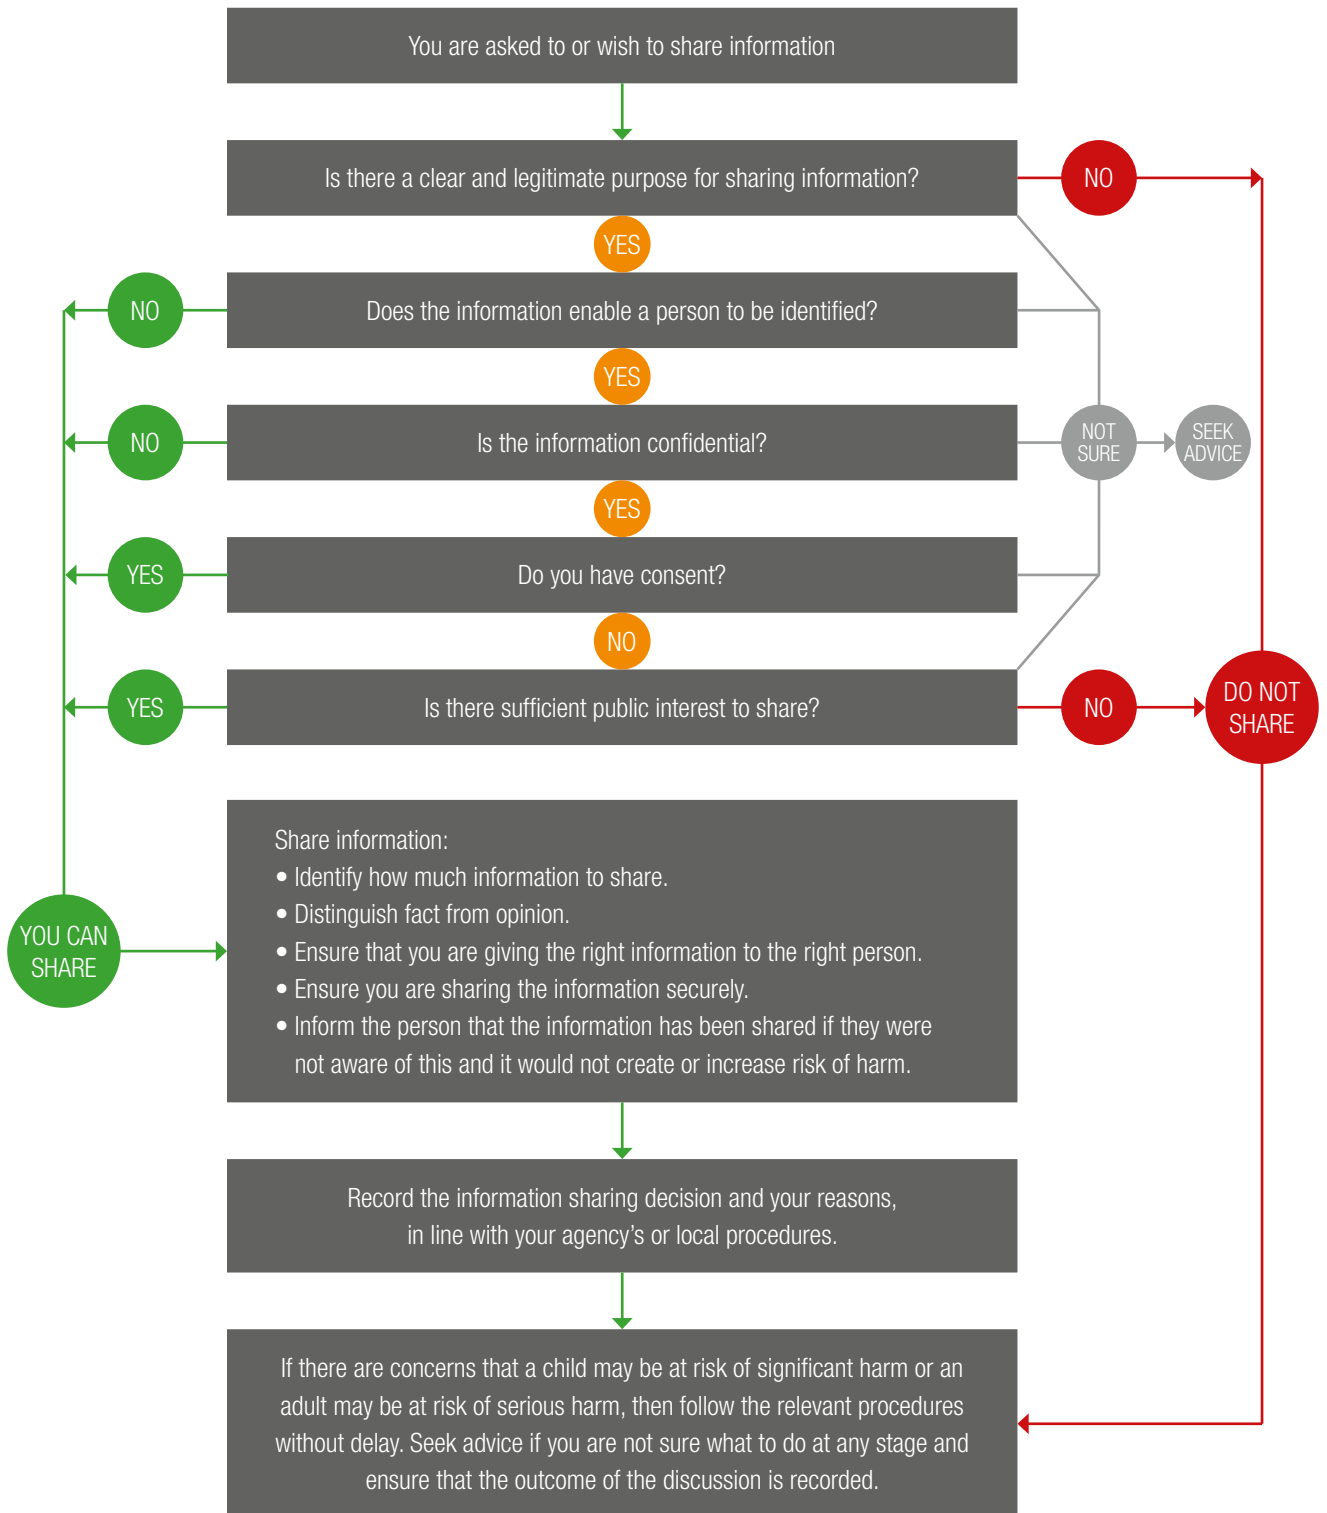 You are asked to or wish to share information
Is there a clear and legitimate purpose for sharing information?
NO
YES
NO
Does the information enable a person to be identified?
YES
NO
Is the information confidential?
NOT
SURE
SEEK
ADVICE
YES
YES
Do you have consent?
NO
YES
Is there sufficient public interest to share?
NO
DO NOT
SHARE
Share information:
• Identify how much information to share.
• Distinguish fact from opinion.
• Ensure that you are giving the right information to the right person.
• Ensure you are sharing the information securely.
• Inform the person that the information has been shared if they were
not aware of this and it would not create or increase risk of harm.
YOU CAN
SHARE
Record the information sharing decision and your reasons,
in line with your agency’s or local procedures.
If there are concerns that a child may be at risk of significant harm or an
adult may be at risk of serious harm, then follow the relevant procedures
without delay. Seek advice if you are not sure what to do at any stage and
ensure that the outcome of the discussion is recorded.